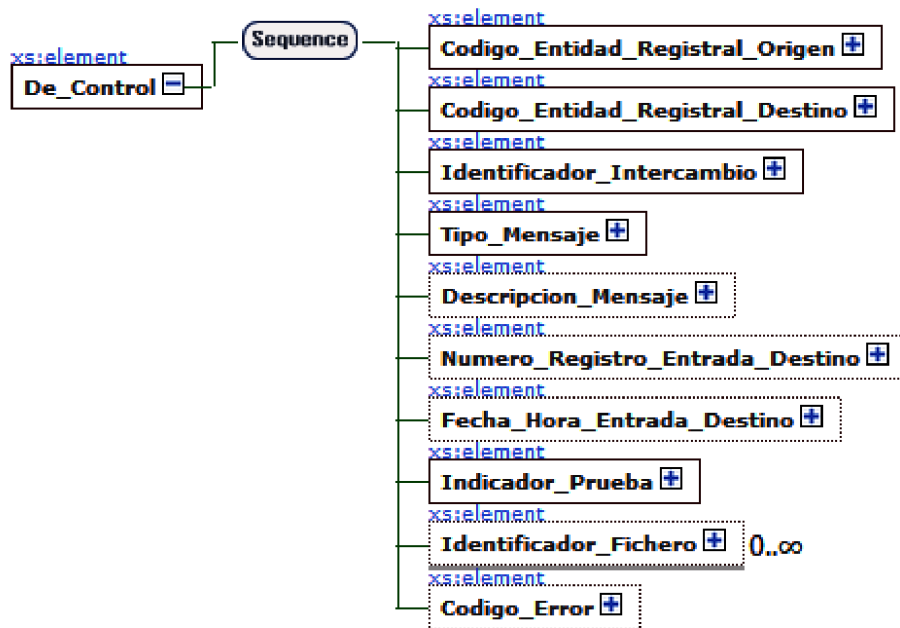 xs:element
De_Control
Sequence
xs:element
Codigo_Entidad_Registral_Origen
xs:element
Codigo_Entidad_Registral_Destino
xs:element
Identificador_Intercambio
xs:element
Tipo_Mensaje
xs:element
Descripcion_Mensaje
xs:element
Numero_Registro_Entrada_Destino
xs:element
Fecha_Hora_Entrada_Destino
xs:element
Indicador_Prueba
xs:element
Identificador_Fichero 0..∞
xs:element
Codigo_Error